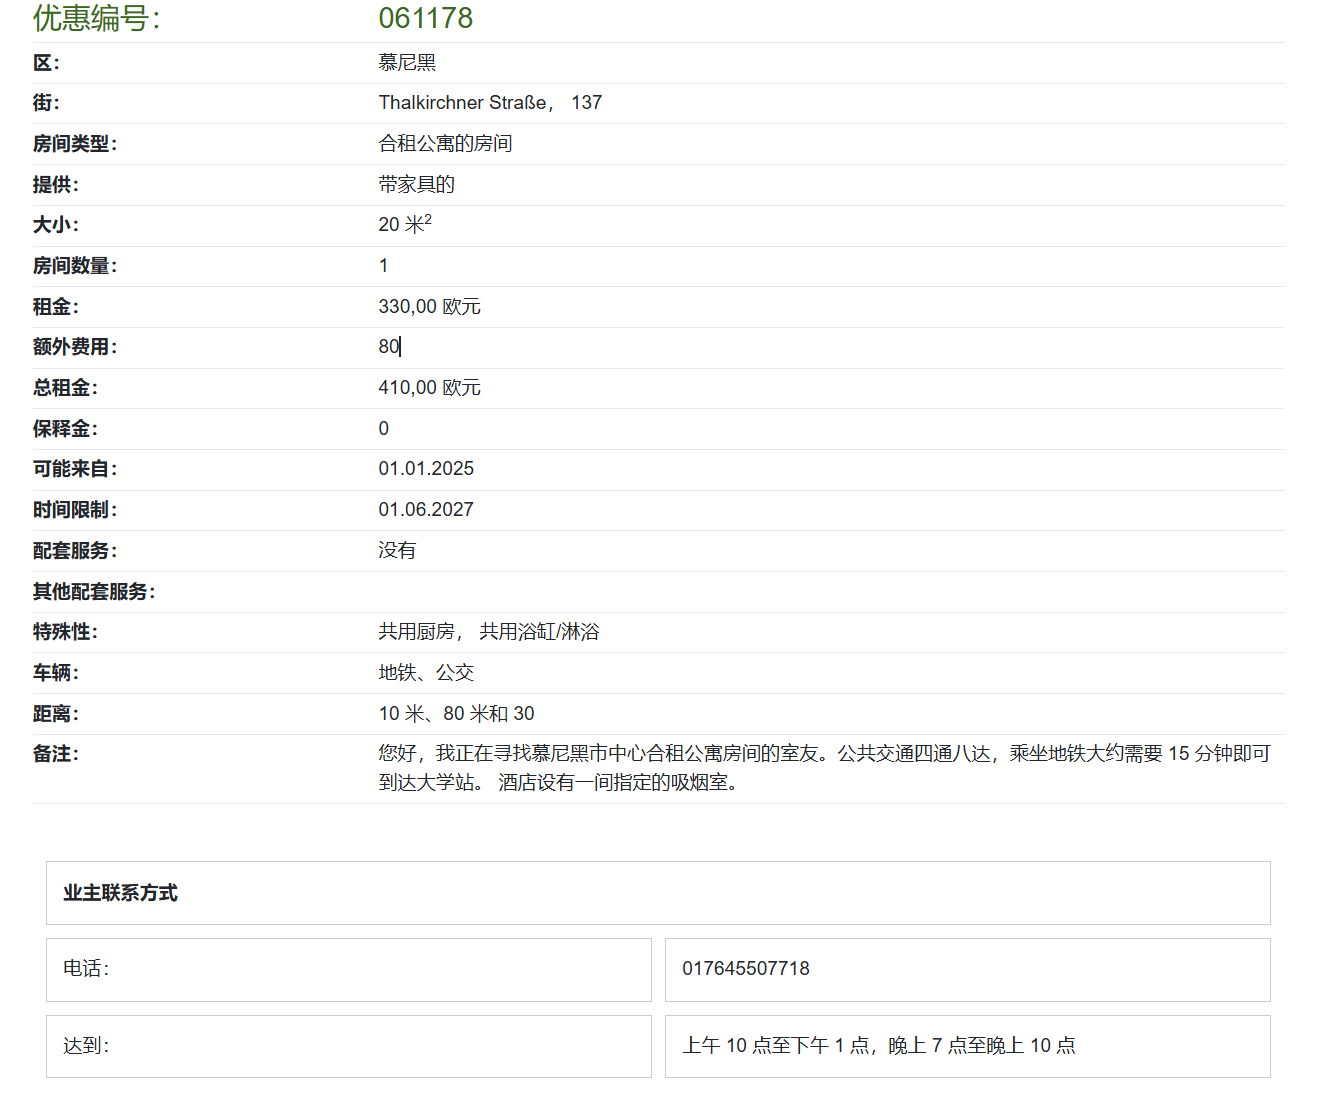 优惠编号： 061178
区： 慕尼黑
街： Thalkirchner Straße， 137
房间类型： 合租公寓的房间
提供： 带家具的
大小： 20 米²
房间数量： 1
租金： 330,00 欧元
额外费用： 80
总租金： 410,00 欧元
保释金： 0
可能来自： 01.01.2025
时间限制： 01.06.2027
配套服务： 没有
其他配套服务：
特殊性： 共用厨房， 共用浴缸/淋浴
车辆： 地铁、公交
距离： 10 米、80 米和 30
备注： 您好，我正在寻找慕尼黑市中心合租公寓房间的室友。公共交通四通八达，乘坐地铁大约需要 15 分钟即可
到达大学站。 酒店设有一间指定的吸烟室。
业主联系方式
电话： 017645507718
达到： 上午 10 点至下午 1 点，晚上 7 点至晚上 10 点